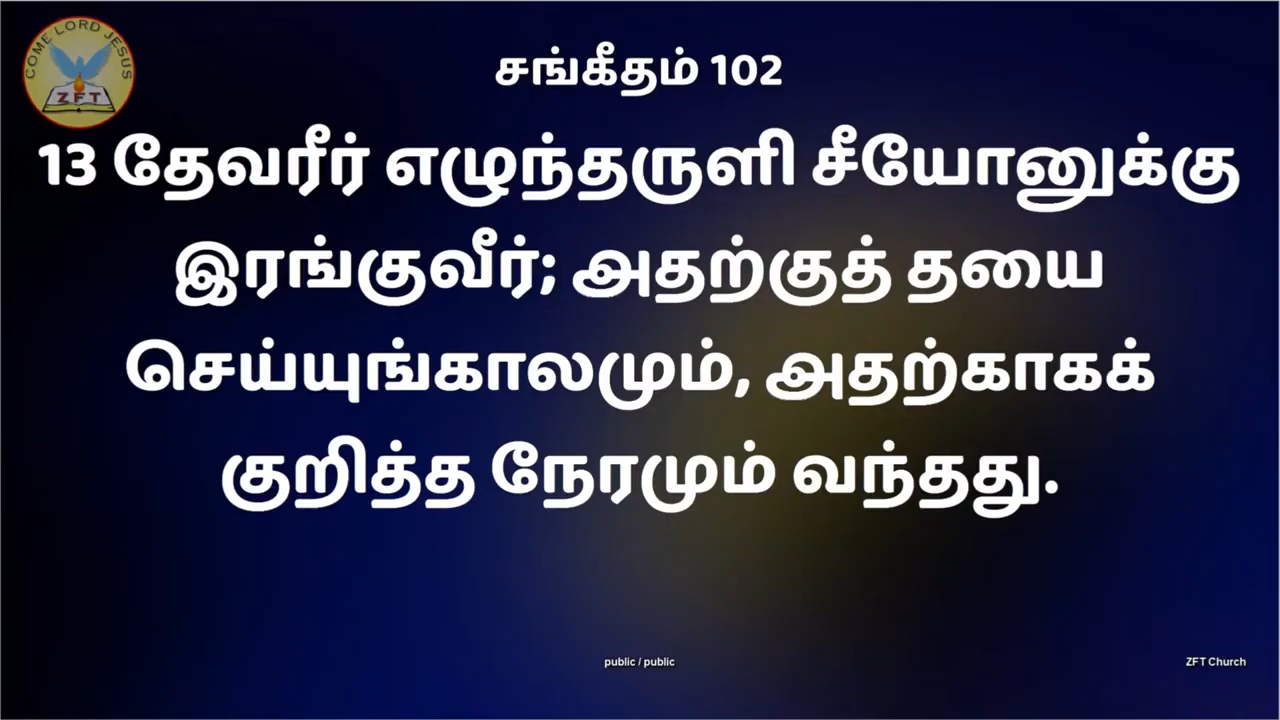 COME LORD JESUS
ZFT
சங்கீதம் 102
13 தேவரீர் எழுந்தருளி சீயோனுக்கு
இரங்குவீர்; அதற்குத் தயை
செய்யுங்காலமும், அதற்காகக்
குறித்த நேரமும் வந்தது.
public / public
ZFT Church